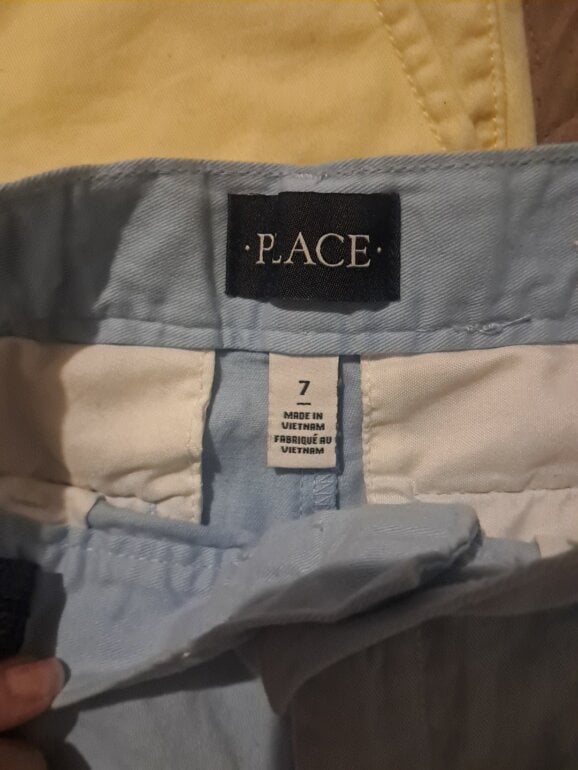 ·PLACE·
7
MADE IN
VIETNAM
FABRIQUÉ AU
VIETNAM